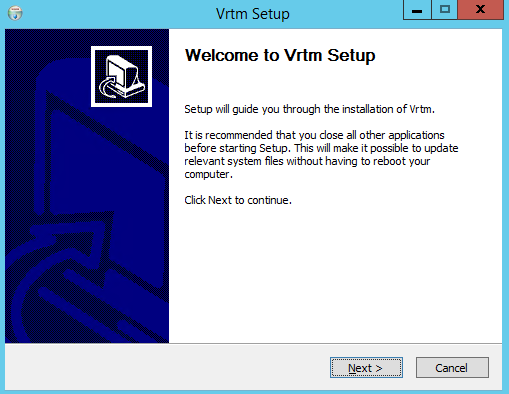 Vrtm Setup
Welcome to Vrtm Setup
Setup will guide you through the installation of Vrtm.
It is recommended that you close all other applications
before starting Setup. This will make it possible to update
relevant system files without having to reboot your
computer.
Click Next to continue.
Next >
Cancel